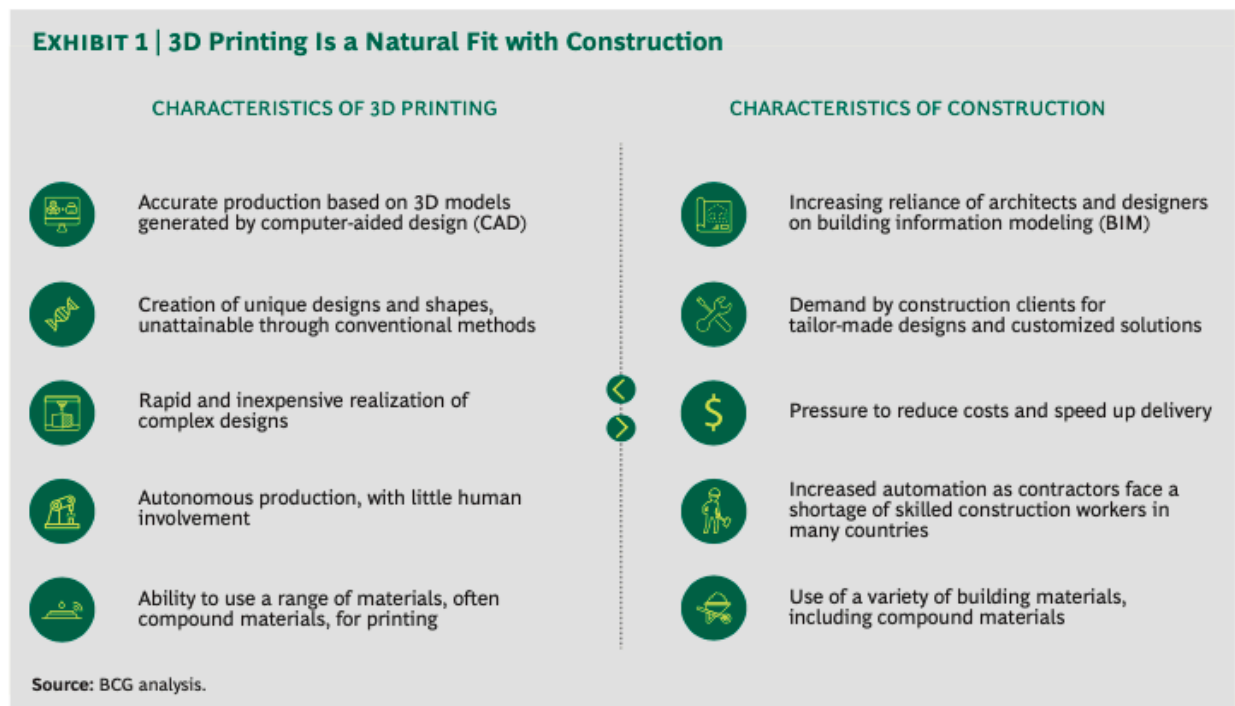 EXHIBIT 1 | 3D Printing Is a Natural Fit with Construction
CHARACTERISTICS OF 3D PRINTING
Accurate production based on 3D models
generated by computer-aided design (CAD)
Creation of unique designs and shapes,
unattainable through conventional methods
Rapid and inexpensive realization of
complex designs
Autonomous production, with little human
involvement
Ability to use a range of materials, often
compound materials, for printing
CHARACTERISTICS OF CONSTRUCTION
Increasing reliance of architects and designers
on building information modeling (BIM)
Demand by construction clients for
tailor-made designs and customized solutions
$
Pressure to reduce costs and speed up delivery
Increased automation as contractors face a
shortage of skilled construction workers in
many countries
Use of a variety of building materials,
including compound materials
Source: BCG analysis.